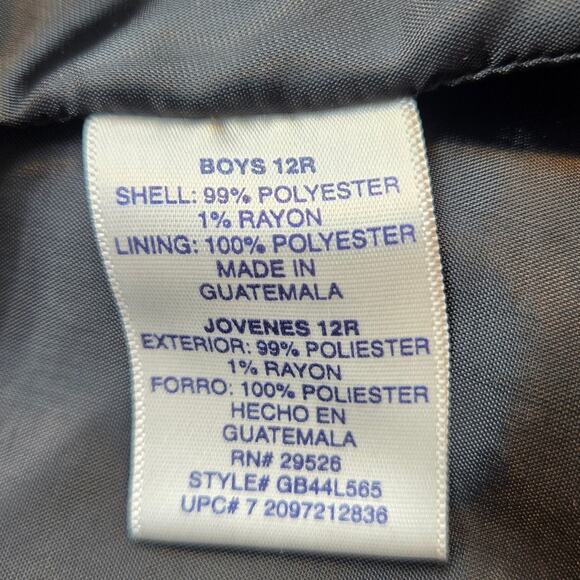 BOYS 12R
SHELL: 99% POLYESTER
1% RAYON
LINING: 100% POLYESTER
MADE IN
GUATEMALA
JOVENES 12R
EXTERIOR: 99% POLIESTER
1% RAYON
FORRO: 100% POLIESTER
HECHO EN
GUATEMALA
RN# 29526
STYLE# GB44L565
UPC# 7 2097212836